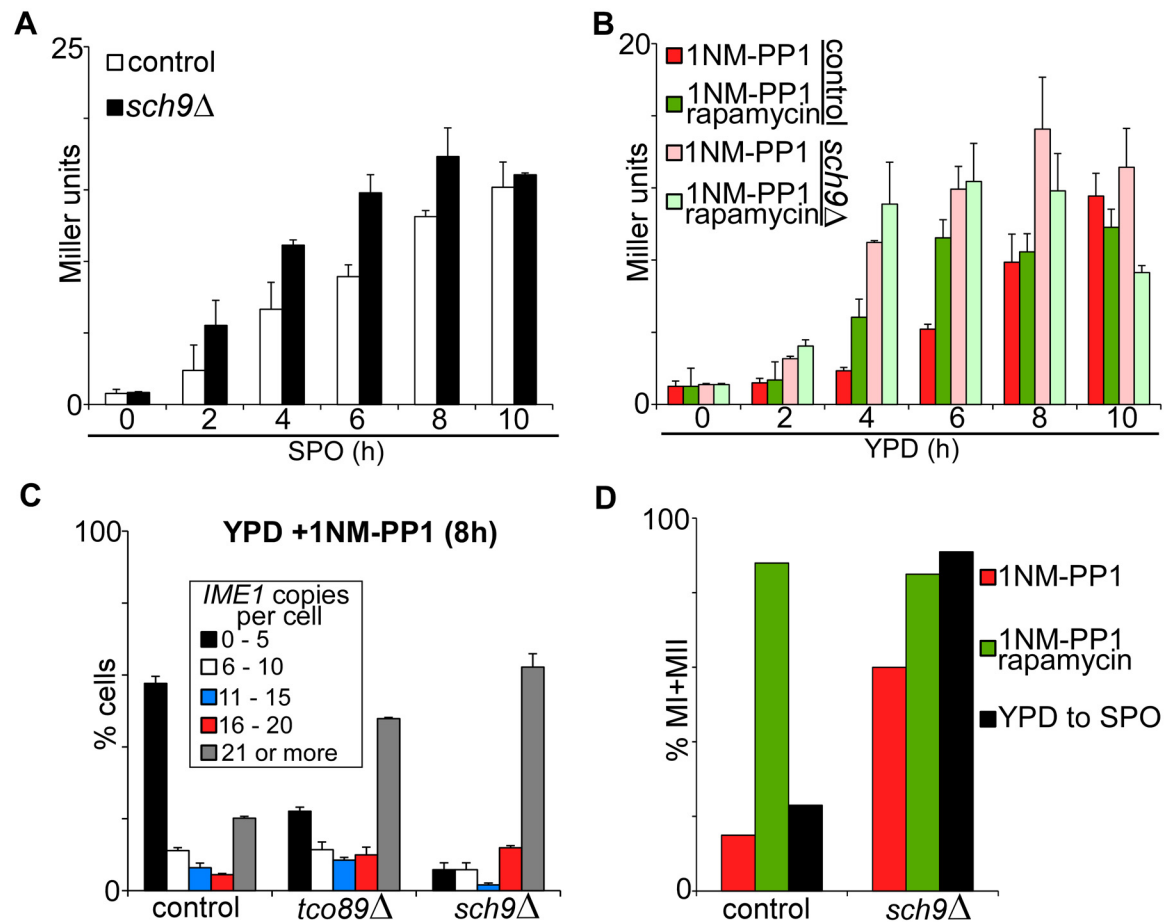 A
25
control
sch9Δ
Miller units
0
0 2 4 6 8 10
SPO (h)
B
20
1NM-PP1
1NM-PP1
rapamycin
control
1NM-PP1
1NM-PP1
rapamycin
sch9Δ
Miller units
0
0 2 4 6 8 10
YPD (h)
C
100
YPD +1NM-PP1 (8h)
IME1 copies
per cell
0 - 5
6 - 10
11 - 15
16 - 20
21 or more
% cells
0
control tco89Δ sch9Δ
D
100
1NM-PP1
1NM-PP1
rapamycin
YPD to SPO
% MI+MII
0
control sch9Δ